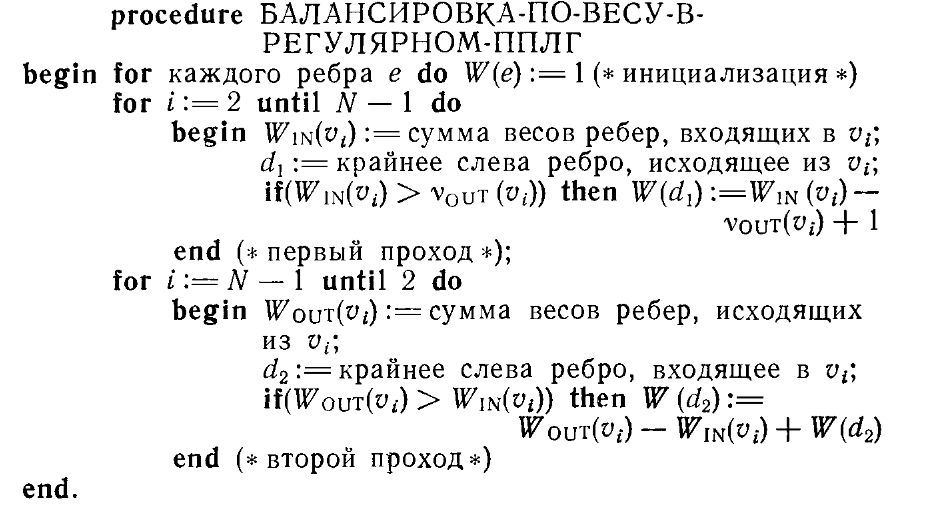 procedure БАЛАНСИРОВКА-ПО-ВЕСУ-В-
РЕГУЛЯРНОМ-ППЛГ
begin for каждого ребра e do W(e) := 1 (* инициализация *)
for i := 2 until N — 1 do
begin W_IN(v_i) := сумма весов ребер, входящих в v_i;
d_1 := крайнее слева ребро, исходящее из v_i;
if(W_IN(v_i) > ν_OUT (v_i)) then W(d_1) := W_IN (v_i) —
ν_OUT(v_i) + 1
end (* первый проход *);
for i := N — 1 until 2 do
begin W_OUT(v_i) := сумма весов ребер, исходящих
из v_i;
d_2 := крайнее слева ребро, входящее в v_i;
if(W_OUT(v_i) > W_IN(v_i)) then W (d_2) :=
W_OUT(v_i) — W_IN(v_i) + W(d_2)
end (* второй проход *)
end.